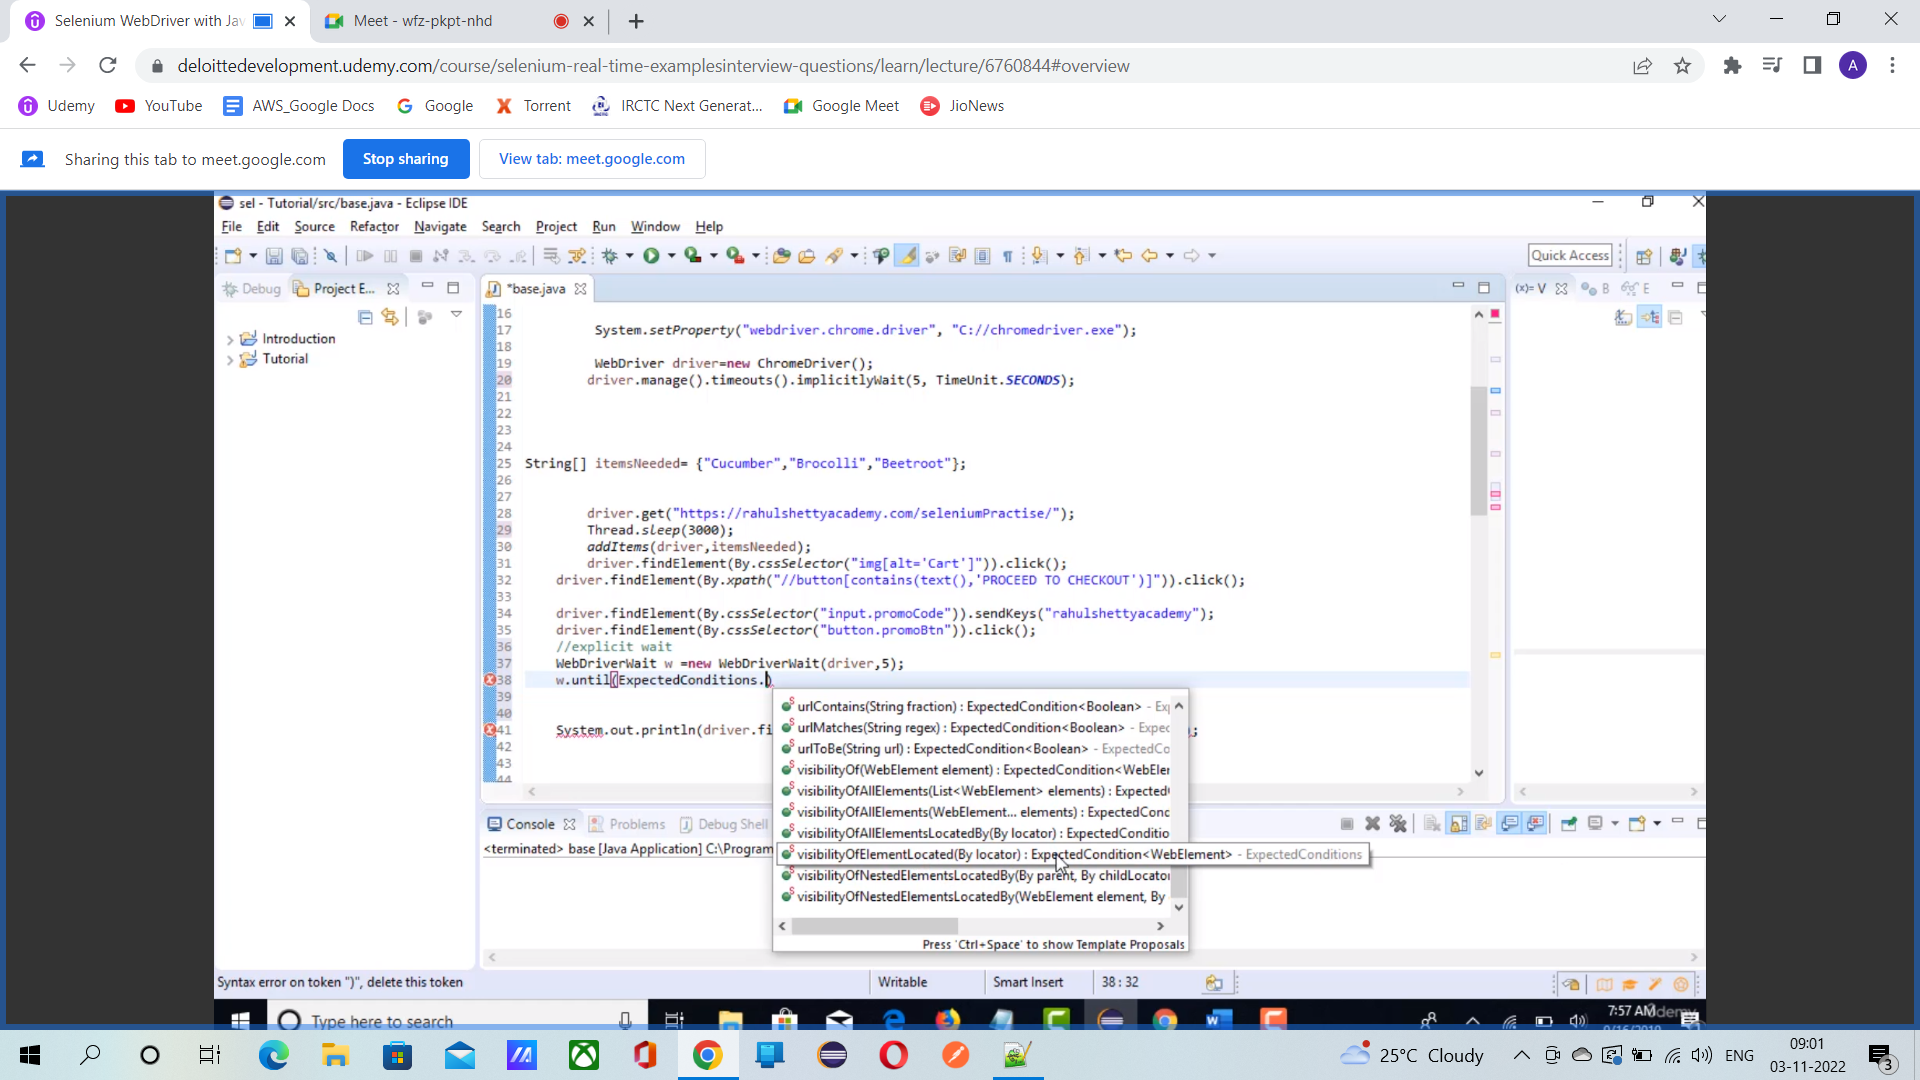 Selenium WebDriver with Jav
Meet - wfz-pkpt-nhd
deloittedevelopment.udemy.com/course/selenium-real-time-examplesinterview-questions/learn/lecture/6760844#overview
A
Udemy
YouTube
AWS_Google Docs
Google
Torrent
IRCTC Next Generat...
Google Meet
JioNews
Sharing this tab to meet.google.com
Stop sharing
View tab: meet.google.com
sel - Tutorial/src/base.java - Eclipse IDE
File Edit Source Refactor Navigate Search Project Run Window Help
Quick Access
Debug
Project E...
*base.java
(x)= V
B
E
Introduction
Tutorial
16
17 System.setProperty("webdriver.chrome.driver", "C://chromedriver.exe");
18
19 WebDriver driver=new ChromeDriver();
20 driver.manage().timeouts().implicitlyWait(5, TimeUnit.SECONDS);
21
22
23
24
25 String[] itemsNeeded= {"Cucumber","Brocolli","Beetroot"};
26
27
28 driver.get("https://rahulshettyacademy.com/seleniumPractise/");
29 Thread.sleep(3000);
30 addItems(driver,itemsNeeded);
31 driver.findElement(By.cssSelector("img[alt='Cart']")).click();
32 driver.findElement(By.xpath("//button[contains(text(),'PROCEED TO CHECKOUT')]")).click();
33
34 driver.findElement(By.cssSelector("input.promoCode")).sendKeys("rahulshettyacademy");
35 driver.findElement(By.cssSelector("button.promoBtn")).click();
36 //explicit wait
37 WebDriverWait w =new WebDriverWait(driver,5);
38 w.until(ExpectedConditions.)
39
40
41 System.out.println(driver.fi ;
42
43
44
urlContains(String fraction) : ExpectedCondition<Boolean> - Exp
urlMatches(String regex) : ExpectedCondition<Boolean> - Expec
urlToBe(String url) : ExpectedCondition<Boolean> - ExpectedCo
visibilityOf(WebElement element) : ExpectedCondition<WebEler
visibilityOfAllElements(List<WebElement> elements) : Expected
visibilityOfAllElements(WebElement... elements) : ExpectedCond
visibilityOfAllElementsLocatedBy(By locator) : ExpectedConditio
visibilityOfElementLocated(By locator) : ExpectedCondition<WebElement> - ExpectedConditions
visibilityOfNestedElementsLocatedBy(By parent, By childLocator
visibilityOfNestedElementsLocatedBy(WebElement element, By
Press 'Ctrl+Space' to show Template Proposals
Console
Problems
Debug Shell
<terminated> base [Java Application] C:\Program
Syntax error on token ")", delete this token
Writable
Smart Insert
38 : 32
Type here to search
7:57 AM
Udemy
25°C Cloudy
ENG
09:01
03-11-2022
3